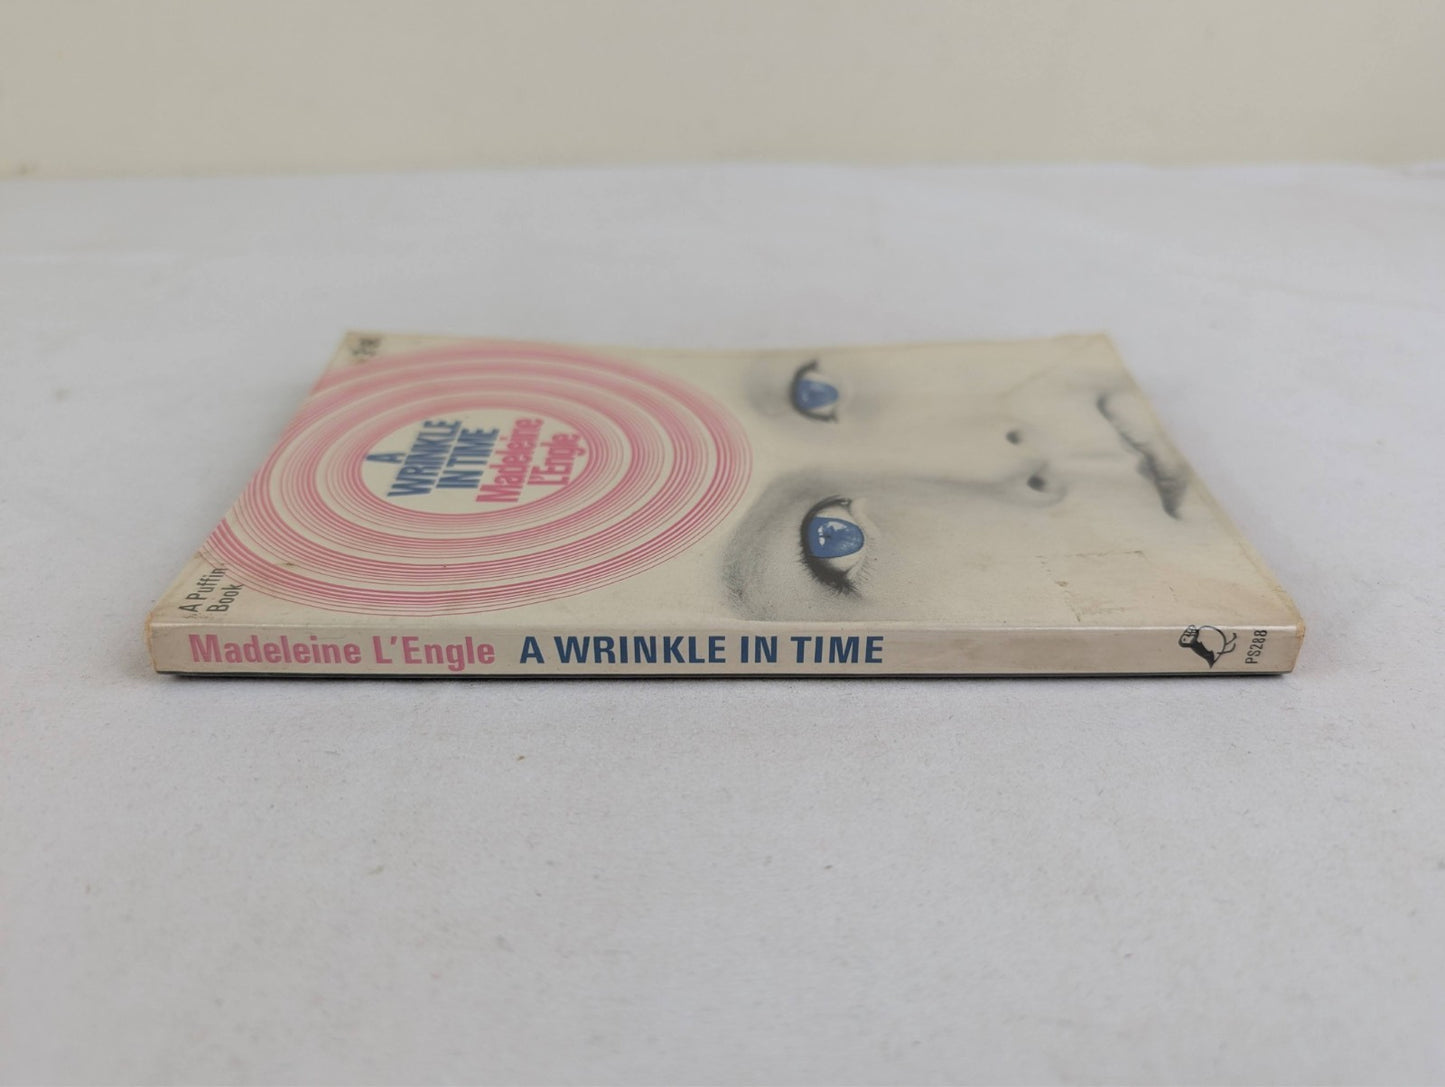 A
WRINKLE
IN TIME
Madeleine
L'Engle
A Puffin
Book
Madeleine L'Engle A WRINKLE IN TIME
PS288